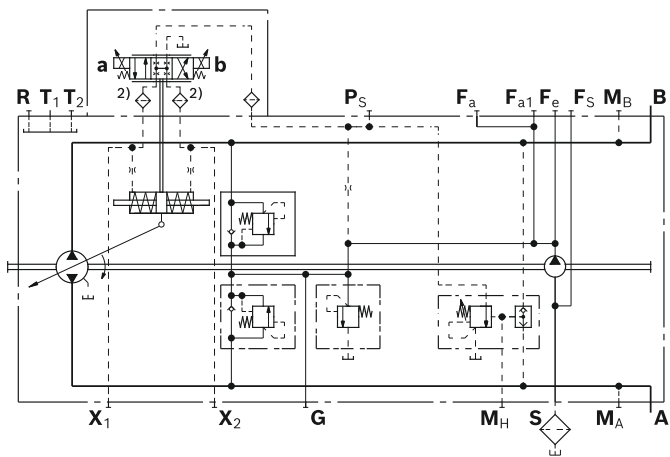 a b
2) 2)
R T1 T2 PS Fa Fa1 Fe FS MB B
X1 X2 G MH S MA A